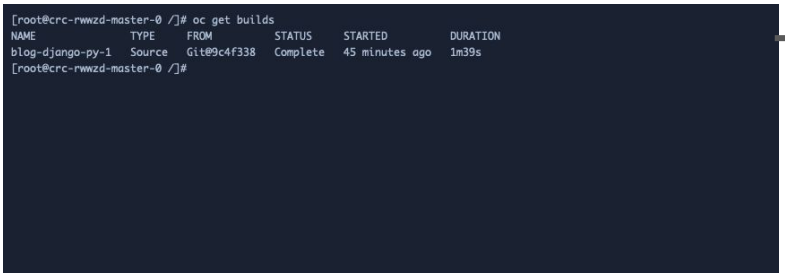 [root@crc-rwwzd-master-0 /]# oc get builds
NAME TYPE FROM STATUS STARTED DURATION
blog-django-py-1 Source Git@9c4f338 Complete 45 minutes ago 1m39s
[root@crc-rwwzd-master-0 /]#